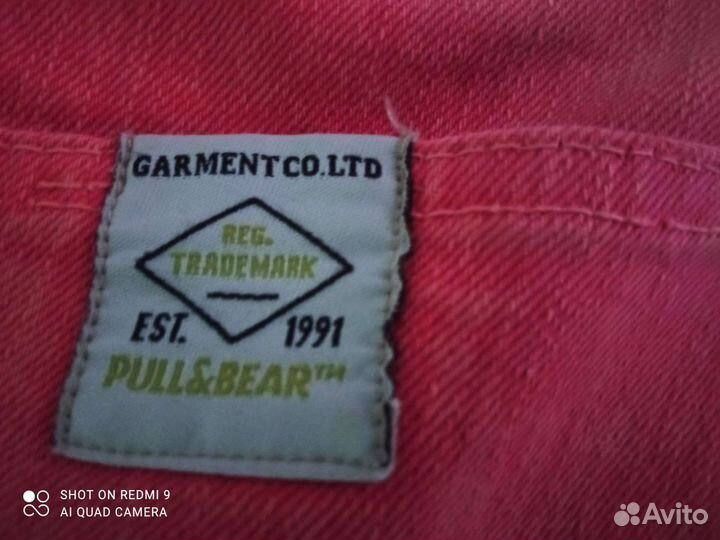 GARMENT CO. LTD
REG.
TRADEMARK
EST. 1991
PULL&BEAR™
SHOT ON REDMI 9
AI QUAD CAMERA
Avito